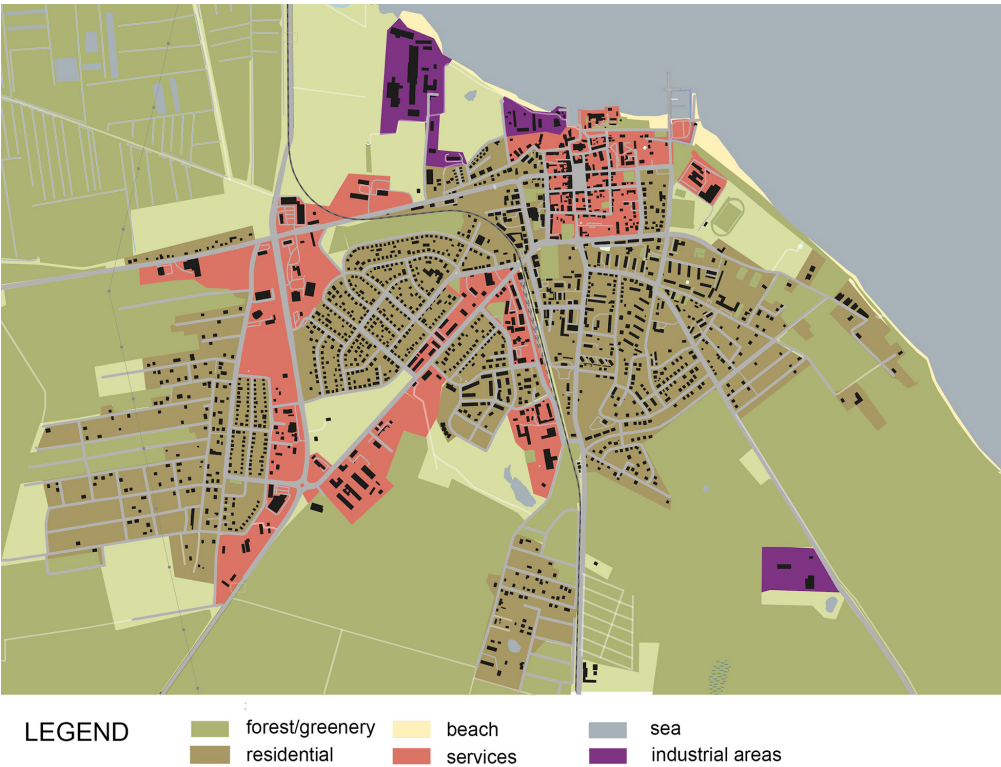 LEGEND
forest/greenery
beach
sea
residential
services
industrial areas